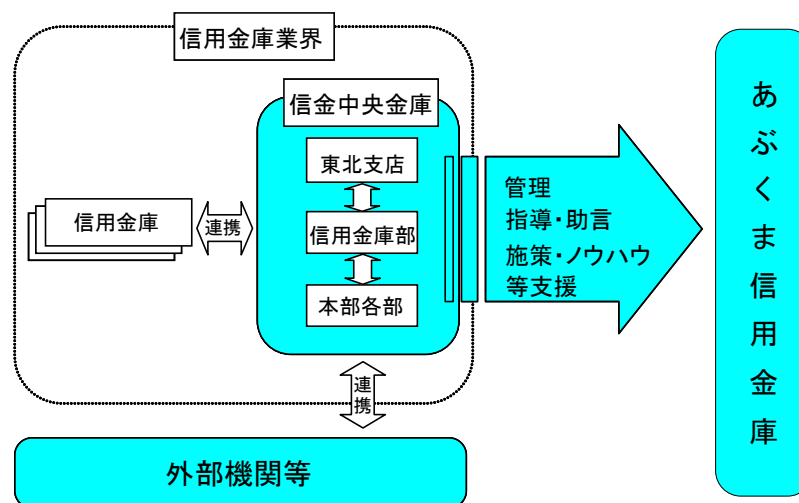 信用金庫業界
信金中央金庫
東北支店
信用金庫
連携
信用金庫部
本部各部
管理
指導・助言
施策・ノウハウ
等支援
あぶくま信用金庫
連携
外部機関等